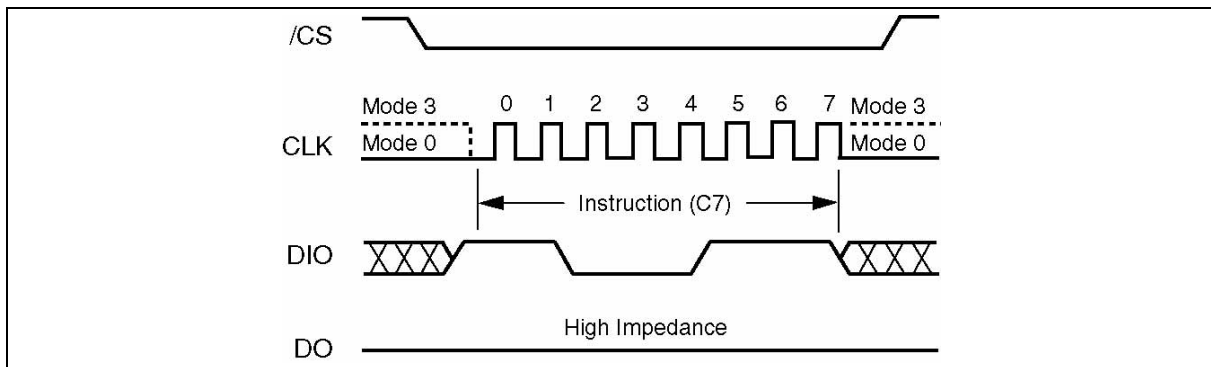 /CS
Mode 3 0 1 2 3 4 5 6 7 Mode 3
CLK Mode 0 Mode 0
Instruction (C7)
DIO
High Impedance
DO